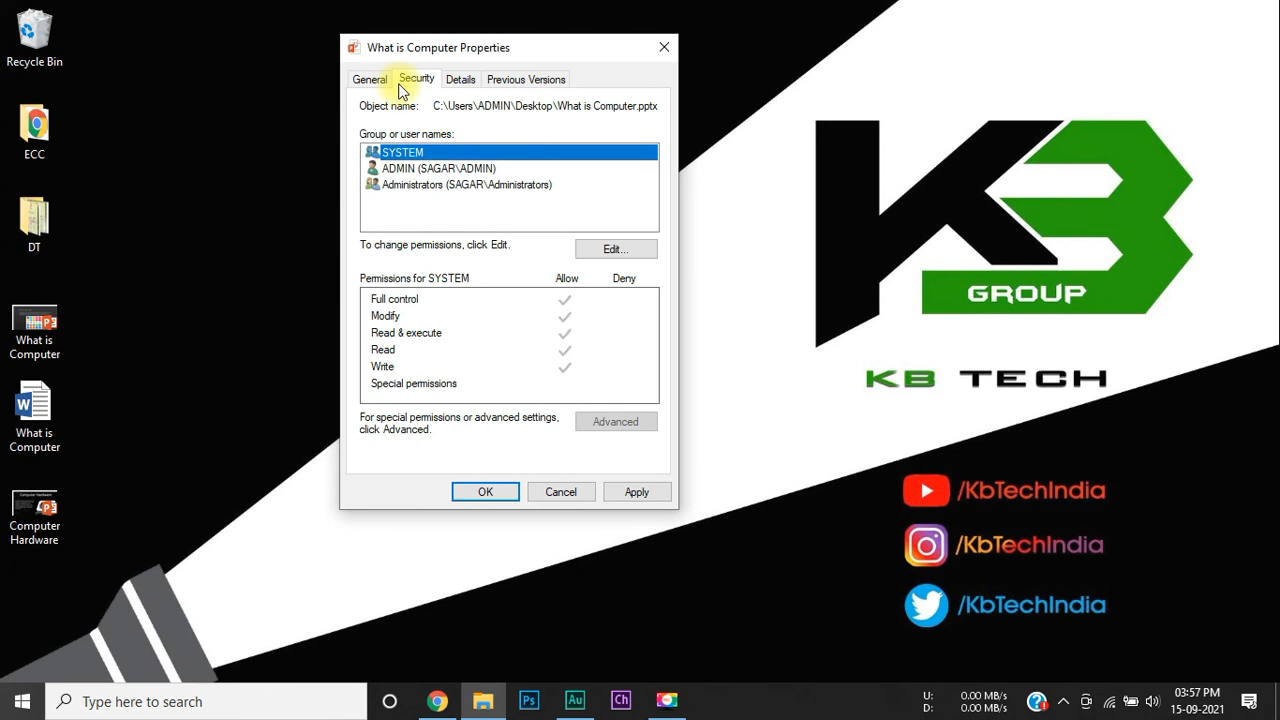 Recycle Bin
ECC
DT
What is
Computer
What is
Computer
Computer
Hardware
What is Computer Properties
General
Security
Details
Previous Versions
Object name: C:\Users\ADMIN\Desktop\What is Computer.pptx
Group or user names:
SYSTEM
ADMIN (SAGAR\ADMIN)
Administrators (SAGAR\Administrators)
To change permissions, click Edit.
Edit...
Permissions for SYSTEM Allow Deny
Full control
Modify
Read & execute
Read
Write
Special permissions
For special permissions or advanced settings,
click Advanced.
Advanced
OK
Cancel
Apply
KB
GROUP
KB TECH
/KbTechIndia
/KbTechIndia
/KbTechIndia
Type here to search
Ps
Au
Ch
U: 0.00 MB/s
D: 0.00 MB/s
03:57 PM
15-09-2021